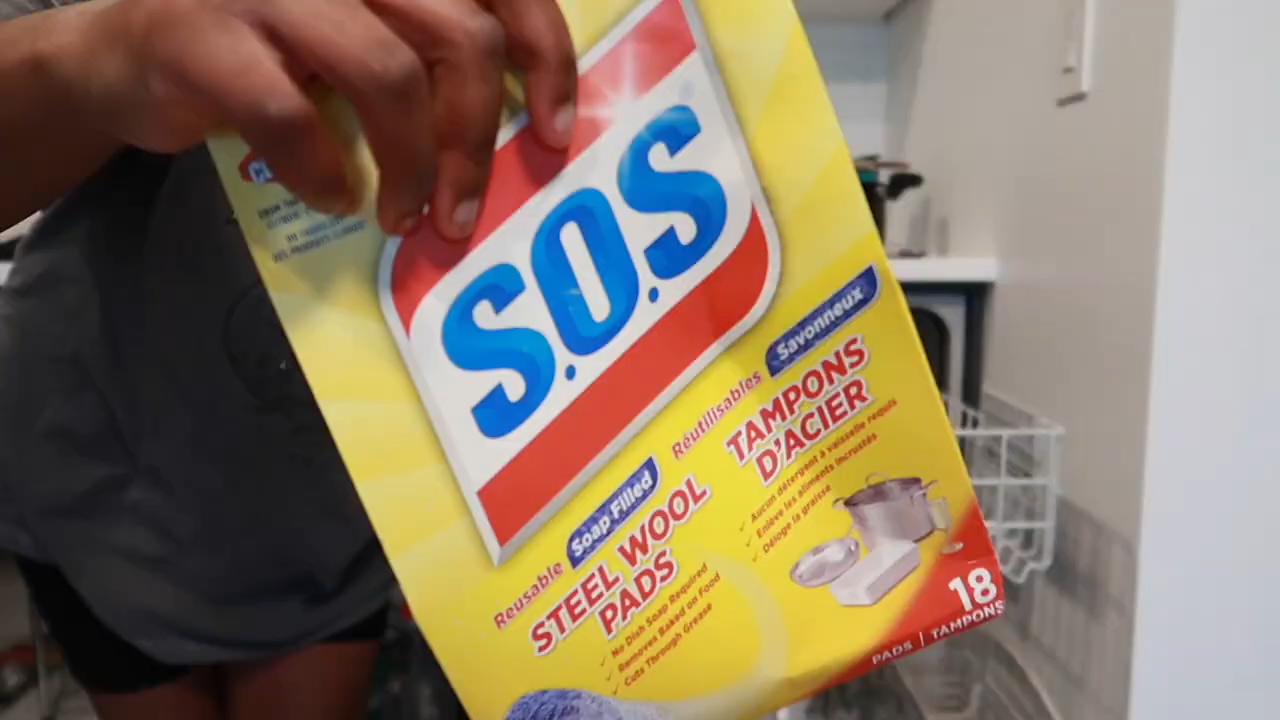 S.O.S
Reusable Soap Filled
STEEL WOOL
PADS
No Dish Soap Required
Removes Baked on Food
Cuts Through Grease
Réutilisables Savonneux
TAMPONS
D'ACIER
Aucun détergent à vaisselle requis
Enlève les aliments incrustés
Déloge la graisse
18
PADS | TAMPONS